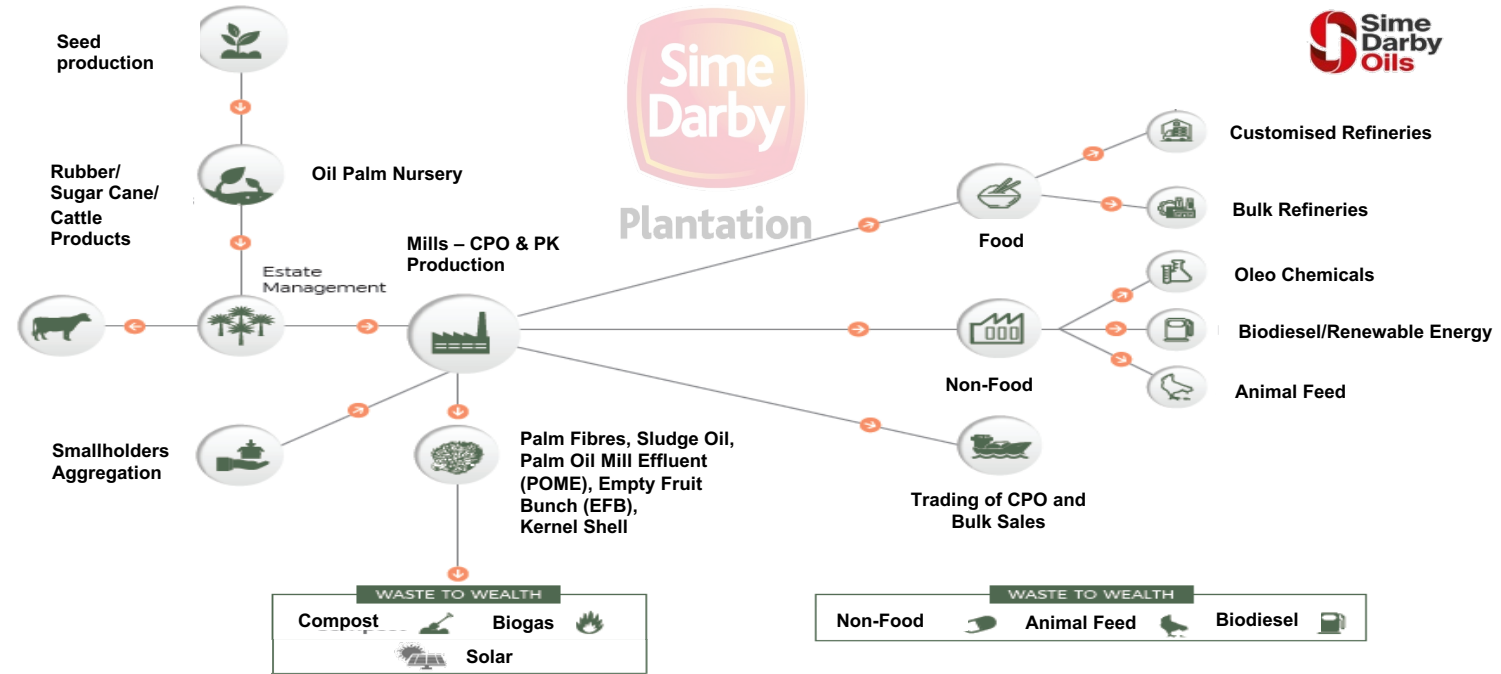 Seed
production
Sime
Darby
Plantation
Sime
Darby
Oils
Customised Refineries
Rubber/
Sugar Cane/
Cattle
Products
Oil Palm Nursery
Bulk Refineries
Food
Mills – CPO & PK
Production
Estate
Management
Oleo Chemicals
Biodiesel/Renewable Energy
Non-Food
Animal Feed
Smallholders
Aggregation
Palm Fibres, Sludge Oil,
Palm Oil Mill Effluent
(POME), Empty Fruit
Bunch (EFB),
Kernel Shell
Trading of CPO and
Bulk Sales
WASTE TO WEALTH
Compost Biogas
Solar
WASTE TO WEALTH
Non-Food Animal Feed Biodiesel